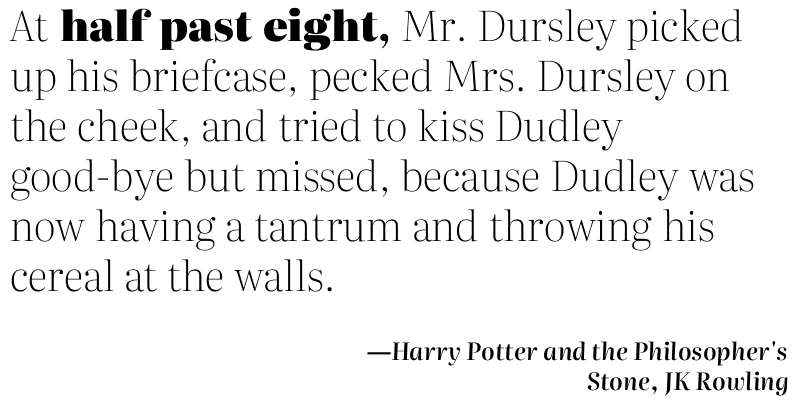 At half past eight, Mr. Dursley picked
up his briefcase, pecked Mrs. Dursley on
the cheek, and tried to kiss Dudley
good-bye but missed, because Dudley was
now having a tantrum and throwing his
cereal at the walls.
—Harry Potter and the Philosopher's
Stone, JK Rowling